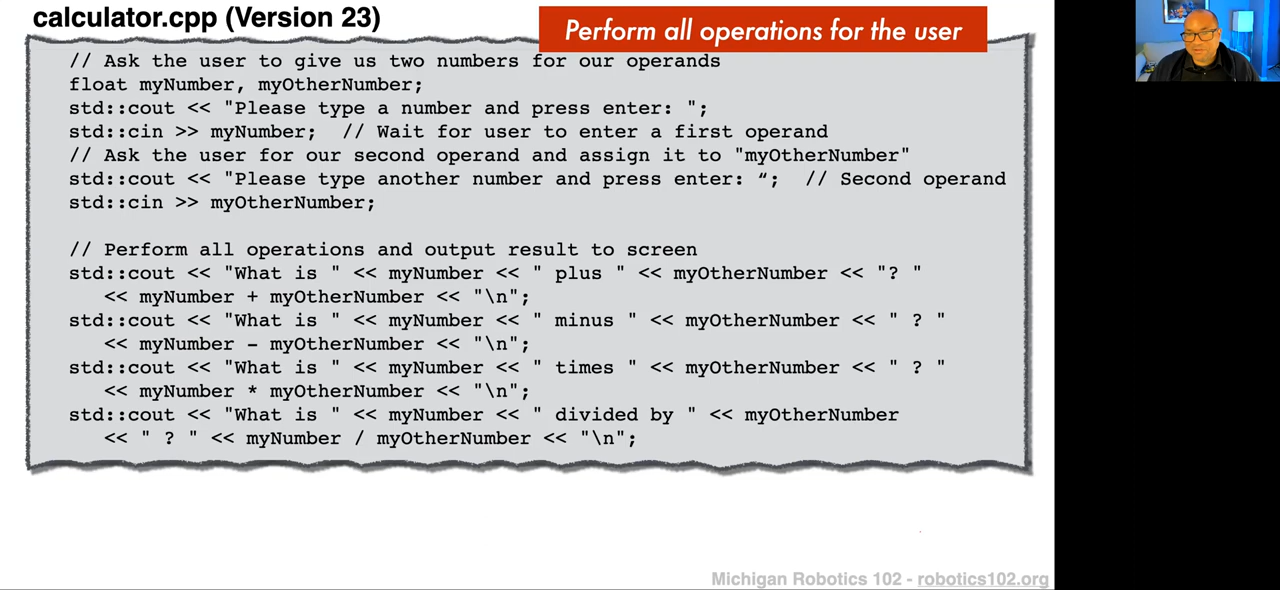 calculator.cpp (Version 23)
Perform all operations for the user
// Ask the user to give us two numbers for our operands
float myNumber, myOtherNumber;
std::cout << "Please type a number and press enter: ";
std::cin >> myNumber;  // Wait for user to enter a first operand
// Ask the user for our second operand and assign it to "myOtherNumber"
std::cout << "Please type another number and press enter: “;  // Second operand
std::cin >> myOtherNumber;

// Perform all operations and output result to screen
std::cout << "What is " << myNumber << " plus " << myOtherNumber << "? "
   << myNumber + myOtherNumber << "\n";
std::cout << "What is " << myNumber << " minus " << myOtherNumber << " ? "
   << myNumber – myOtherNumber << "\n";
std::cout << "What is " << myNumber << " times " << myOtherNumber << " ? "
   << myNumber * myOtherNumber << "\n";
std::cout << "What is " << myNumber << " divided by " << myOtherNumber
   << " ? " << myNumber / myOtherNumber << "\n";
Michigan Robotics 102 - robotics102.org